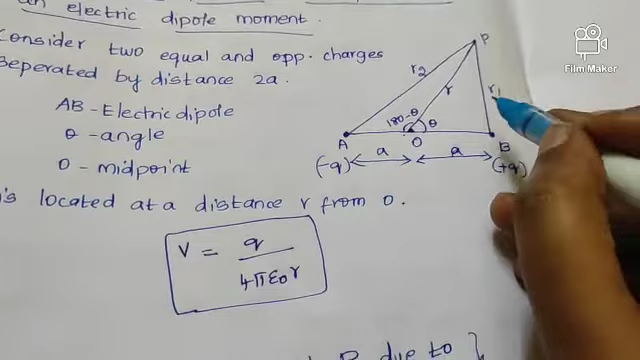 an electric dipole moment.
Consider two equal and opp. charges
seperated by distance 2a.
AB - Electric dipole
θ - angle
O - midpoint
is located at a distance r from O.
V = q / 4πε₀r
P due to }
P
r₂
r
r₁
180-θ
θ
A
O
B
(-q)
a
a
(+q)
Film Maker